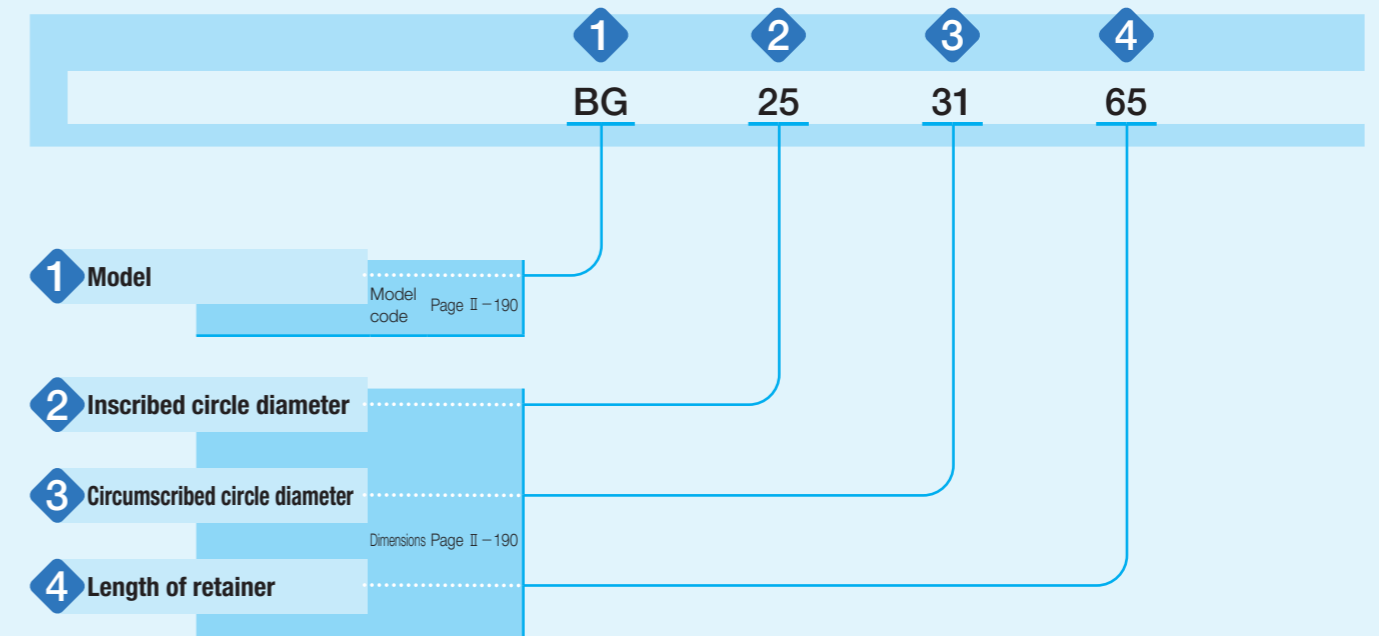 1 2 3 4
BG 25 31 65
1 Model
Model code Page Ⅱ－190
2 Inscribed circle diameter
3 Circumscribed circle diameter
Dimensions Page Ⅱ－190
4 Length of retainer